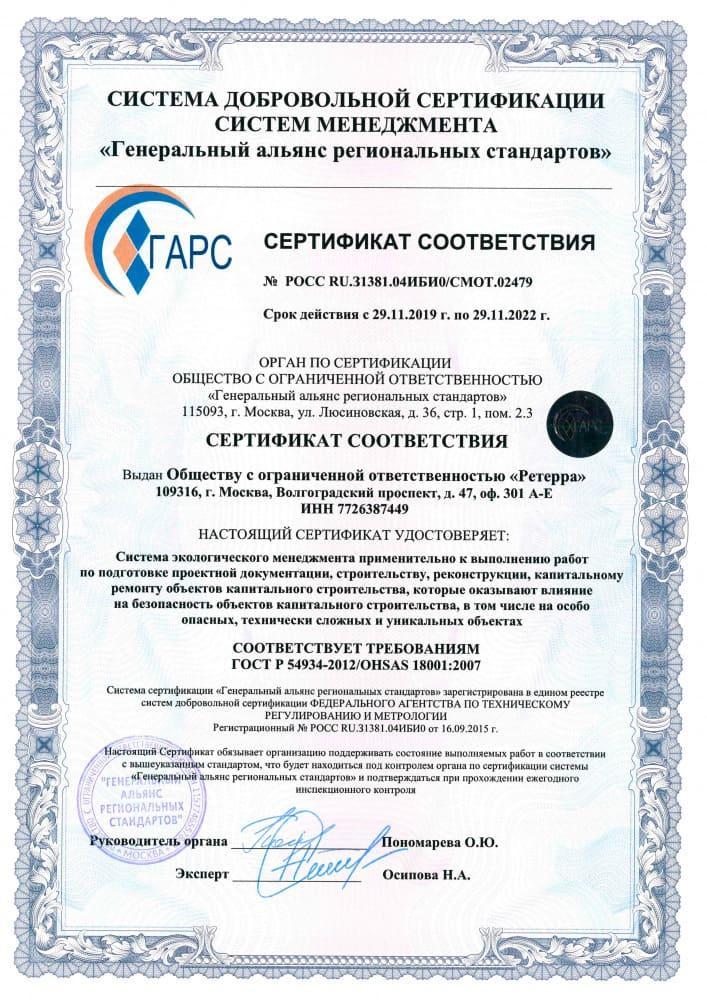 СИСТЕМА ДОБРОВОЛЬНОЙ СЕРТИФИКАЦИИ
СИСТЕМ МЕНЕДЖМЕНТА
«Генеральный альянс региональных стандартов»
ГАРС
СЕРТИФИКАТ СООТВЕТСТВИЯ
№ РОСС RU.31381.04ИБИ0/СМОТ.02479
Срок действия с 29.11.2019 г. по 29.11.2022 г.
ОРГАН ПО СЕРТИФИКАЦИИ
ОБЩЕСТВО С ОГРАНИЧЕННОЙ ОТВЕТСТВЕННОСТЬЮ
«Генеральный альянс региональных стандартов»
115093, г. Москва, ул. Люсиновская, д. 36, стр. 1, пом. 2.3
ГАРС
СЕРТИФИКАТ СООТВЕТСТВИЯ
Выдан Обществу с ограниченной ответственностью «Ретерра»
109316, г. Москва, Волгоградский проспект, д. 47, оф. 301 А-Е
ИНН 7726387449
НАСТОЯЩИЙ СЕРТИФИКАТ УДОСТОВЕРЯЕТ:
Система экологического менеджмента применительно к выполнению работ
по подготовке проектной документации, строительству, реконструкции, капитальному
ремонту объектов капитального строительства, которые оказывают влияние
на безопасность объектов капитального строительства, в том числе на особо
опасных, технически сложных и уникальных объектах
СООТВЕТСТВУЕТ ТРЕБОВАНИЯМ
ГОСТ Р 54934-2012/OHSAS 18001:2007
Система сертификации «Генеральный альянс региональных стандартов» зарегистрирована в едином реестре
систем добровольной сертификации ФЕДЕРАЛЬНОГО АГЕНТСТВА ПО ТЕХНИЧЕСКОМУ
РЕГУЛИРОВАНИЮ И МЕТРОЛОГИИ
Регистрационный № РОСС RU.31381.04ИБИ0 от 16.09.2015 г.
Настоящий Сертификат обязывает организацию поддерживать состояние выполняемых работ в соответствии
с вышеуказанным стандартом, что будет находиться под контролем органа по сертификации системы
«Генеральный альянс региональных стандартов» и подтверждаться при прохождении ежегодного
инспекционного контроля
"ГЕНЕРАЛЬНЫЙ
АЛЬЯНС
РЕГИОНАЛЬНЫХ
СТАНДАРТОВ"
МОСКВА
Руководитель органа Пономарева О.Ю.
Эксперт Осипова Н.А.